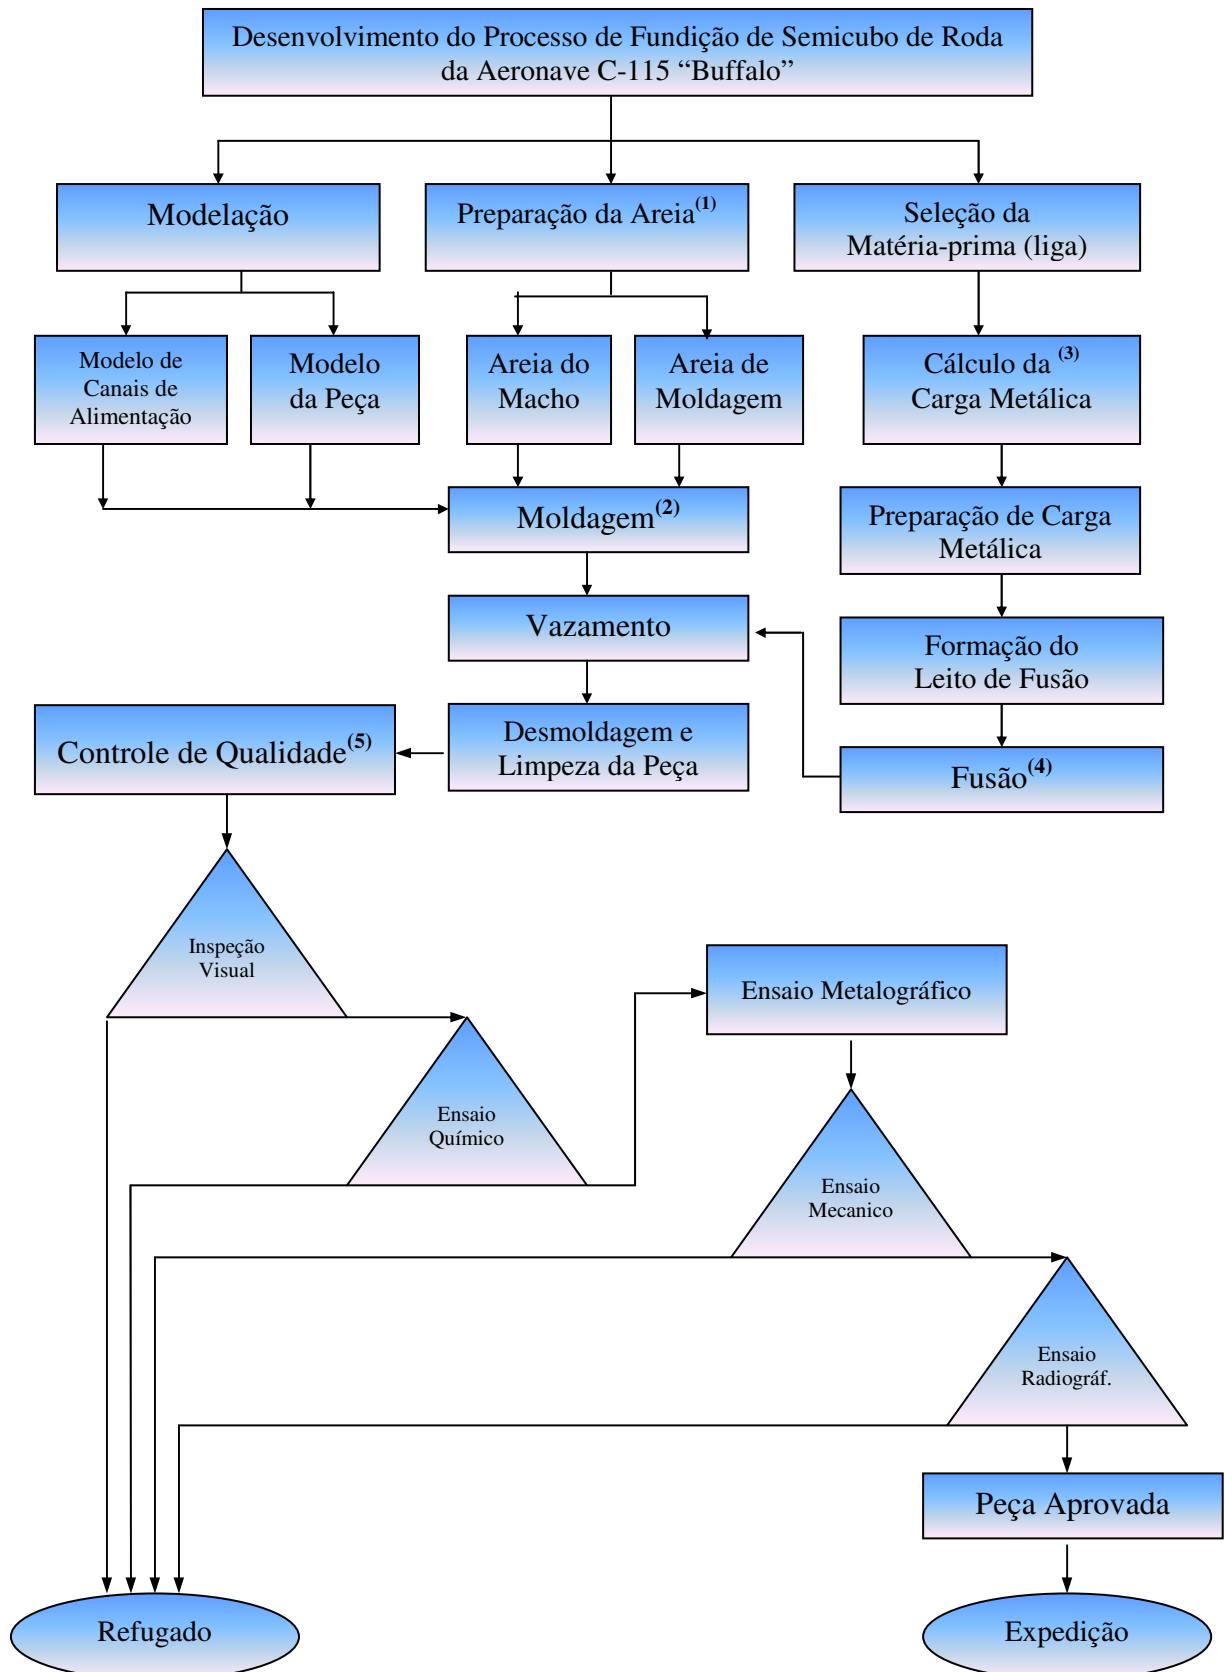 Desenvolvimento do Processo de Fundição de Semicubo de Roda
da Aeronave C-115 “Buffalo”
Modelação
Preparação da Areia(1)
Seleção da
Matéria-prima (liga)
Modelo de
Canais de
Alimentação
Modelo
da Peça
Areia do
Macho
Areia de
Moldagem
Cálculo da (3)
Carga Metálica
Moldagem(2)
Preparação de Carga
Metálica
Vazamento
Formação do
Leito de Fusão
Controle de Qualidade(5)
Desmoldagem e
Limpeza da Peça
Fusão(4)
Inspeção
Visual
Ensaio Metalográfico
Ensaio
Químico
Ensaio
Mecanico
Ensaio
Radiográf.
Peça Aprovada
Refugado
Expedição